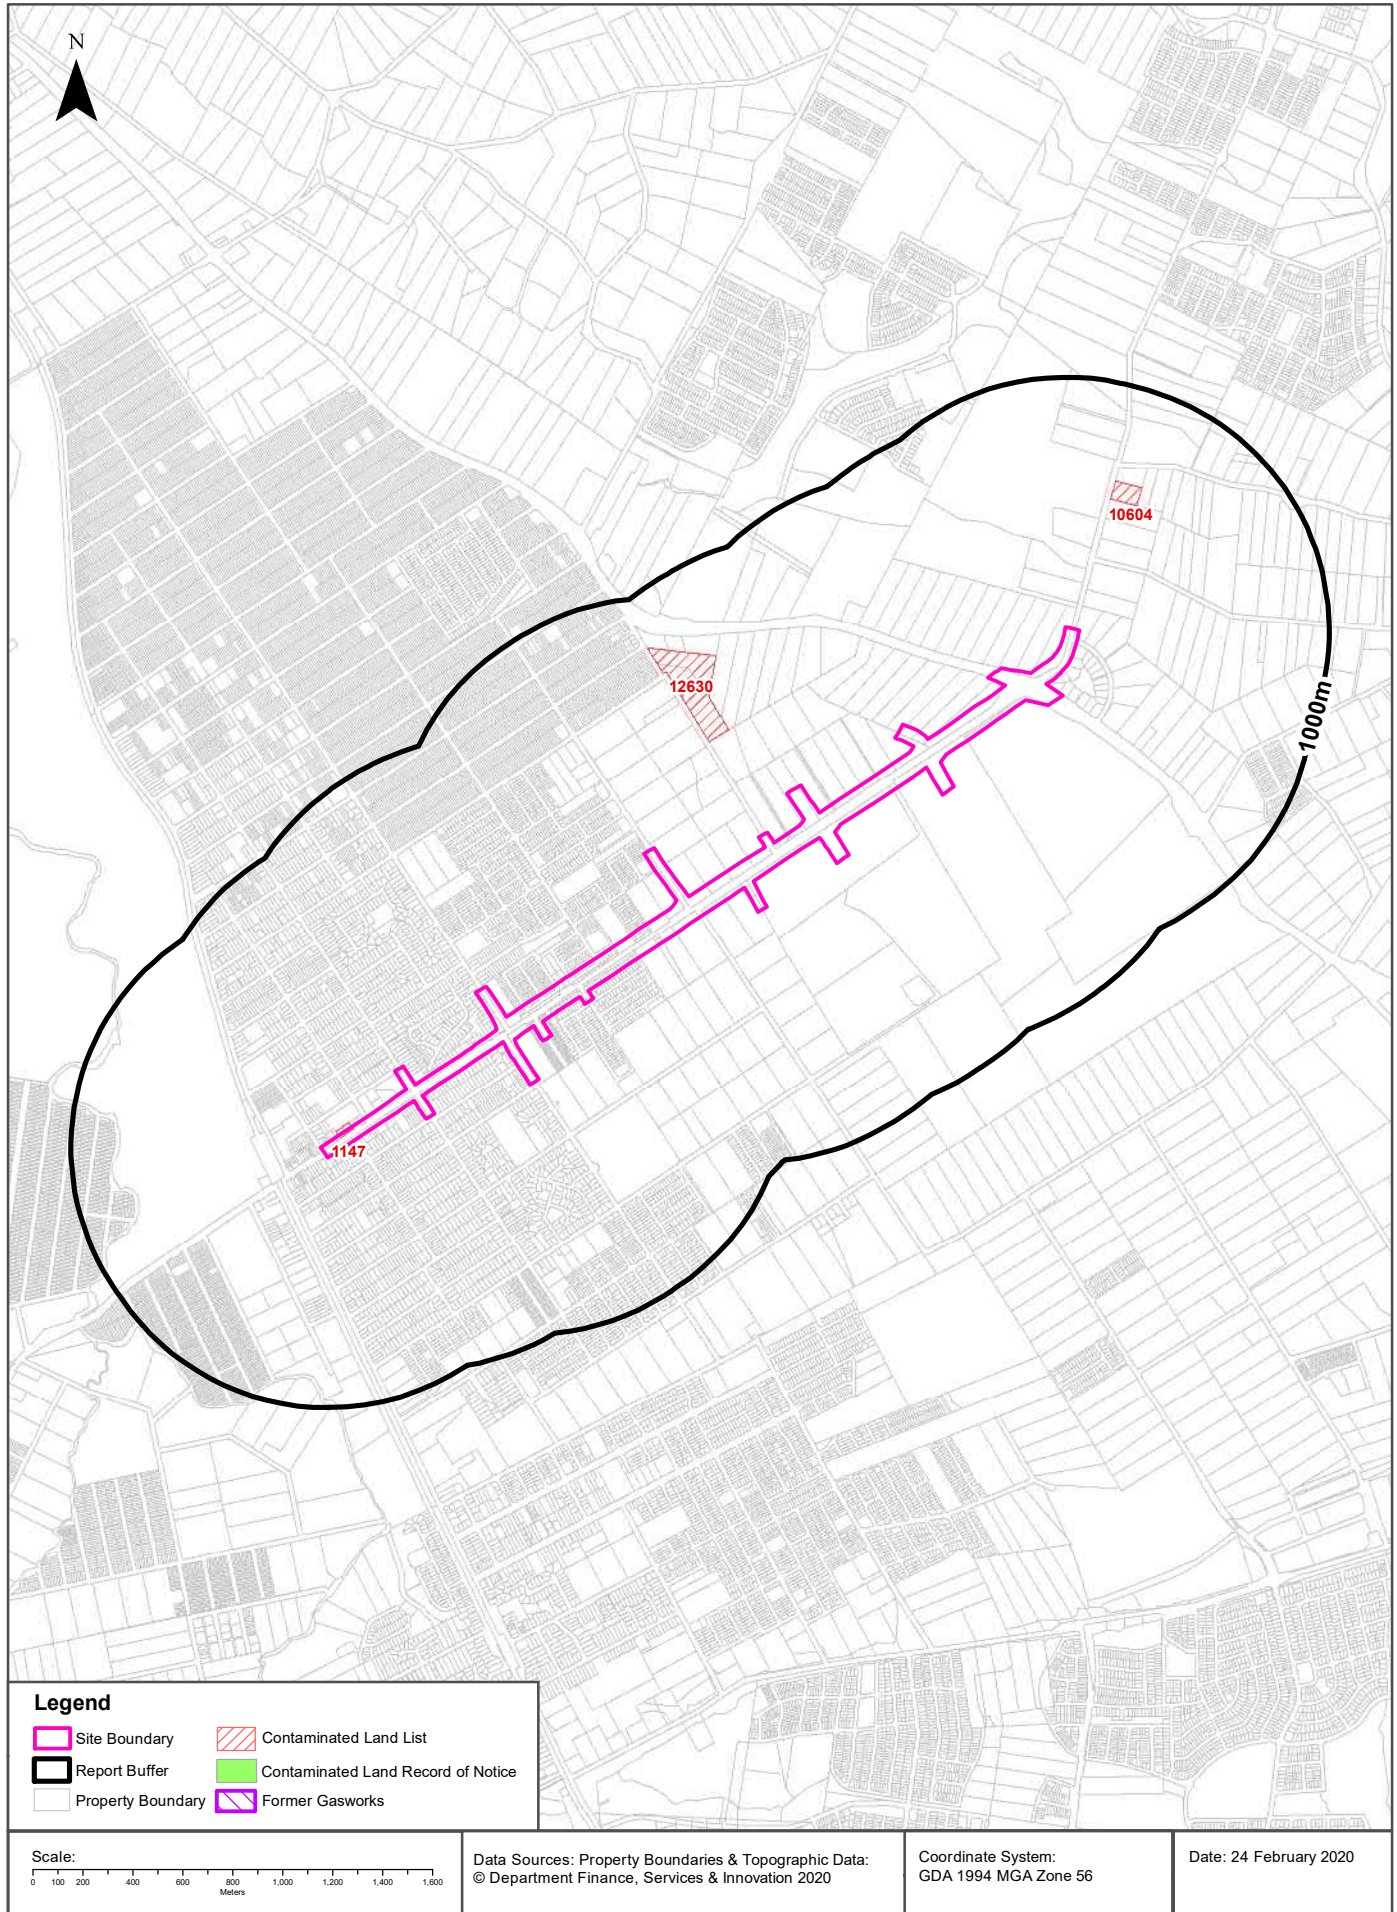 N
10604
12630
1000m
1147
Legend
Site Boundary
Contaminated Land List
Report Buffer
Contaminated Land Record of Notice
Property Boundary
Former Gasworks
Scale:
0 100 200 400 600 800 1,000 1,200 1,400 1,600
Meters
Data Sources: Property Boundaries & Topographic Data:
© Department Finance, Services & Innovation 2020
Coordinate System:
GDA 1994 MGA Zone 56
Date: 24 February 2020